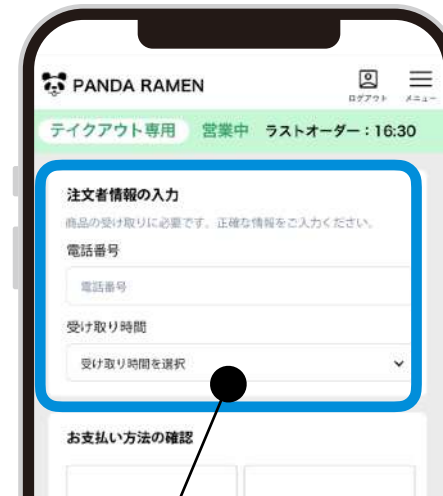 PANDA RAMEN
ログアウト
メニュー
テイクアウト専用 営業中 ラストオーダー：16:30
注文者情報の入力
商品の受け取りに必要です。正確な情報をご入力ください。
電話番号
電話番号
受け取り時間
受け取り時間を選択
お支払い方法の確認